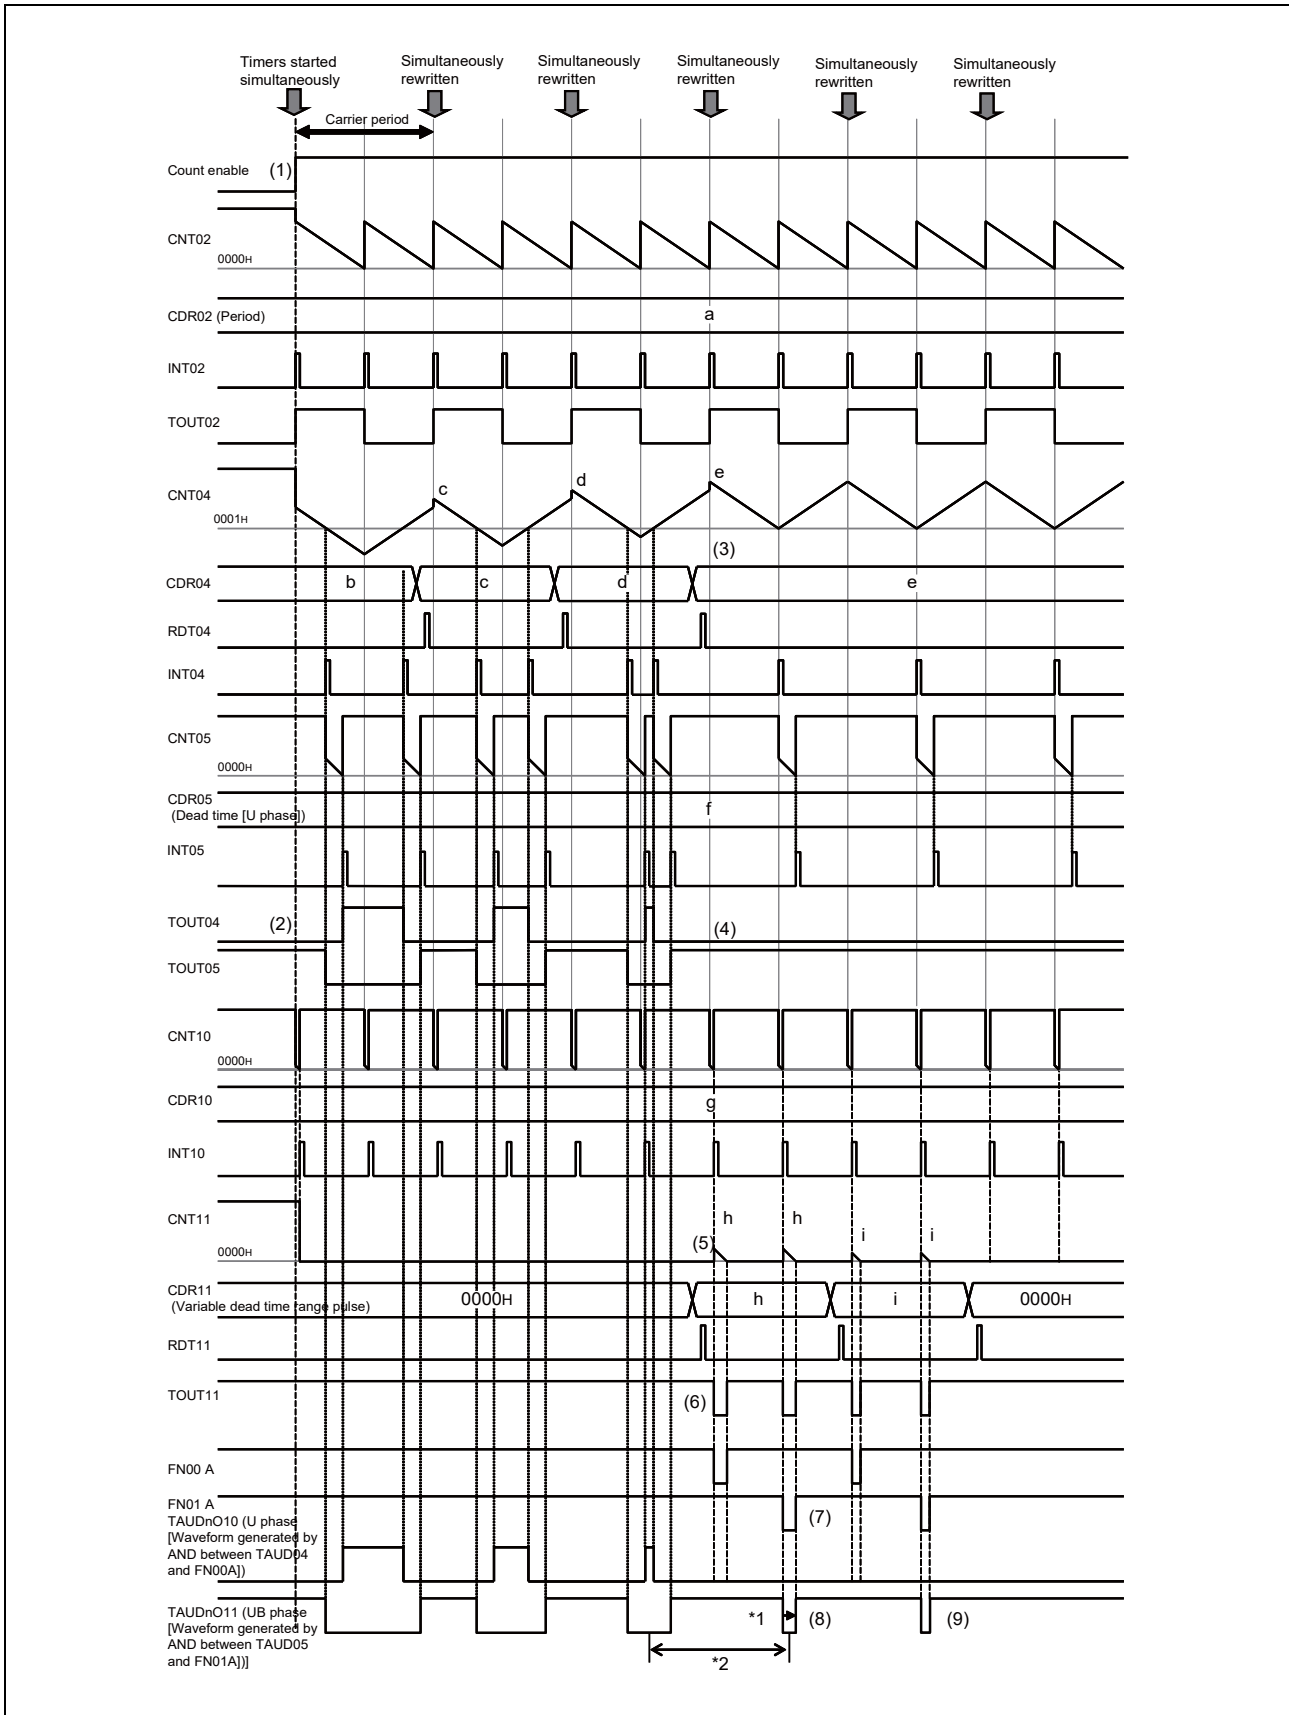 Timers started
simultaneously
Simultaneously
rewritten
Simultaneously
rewritten
Simultaneously
rewritten
Simultaneously
rewritten
Simultaneously
rewritten
Carrier period
Count enable (1)
CNT02
0000H
CDR02 (Period)
a
INT02
TOUT02
CNT04
c
d
e
0001H
(3)
CDR04
b
c
d
e
RDT04
INT04
CNT05
0000H
CDR05
(Dead time [U phase])
f
INT05
TOUT04
(2)
(4)
TOUT05
CNT10
0000H
CDR10
g
INT10
CNT11
h
h
i
i
(5)
0000H
CDR11
(Variable dead time range pulse)
0000H
h
i
0000H
RDT11
TOUT11
(6)
FN00 A
FN01 A
(7)
TAUDnO10 (U phase
[Waveform generated by
AND between TAUD04
and FN00A])
TAUDnO11 (UB phase
[Waveform generated by
AND between TAUD05
and FN01A])]
*1
(8)
(9)
*2